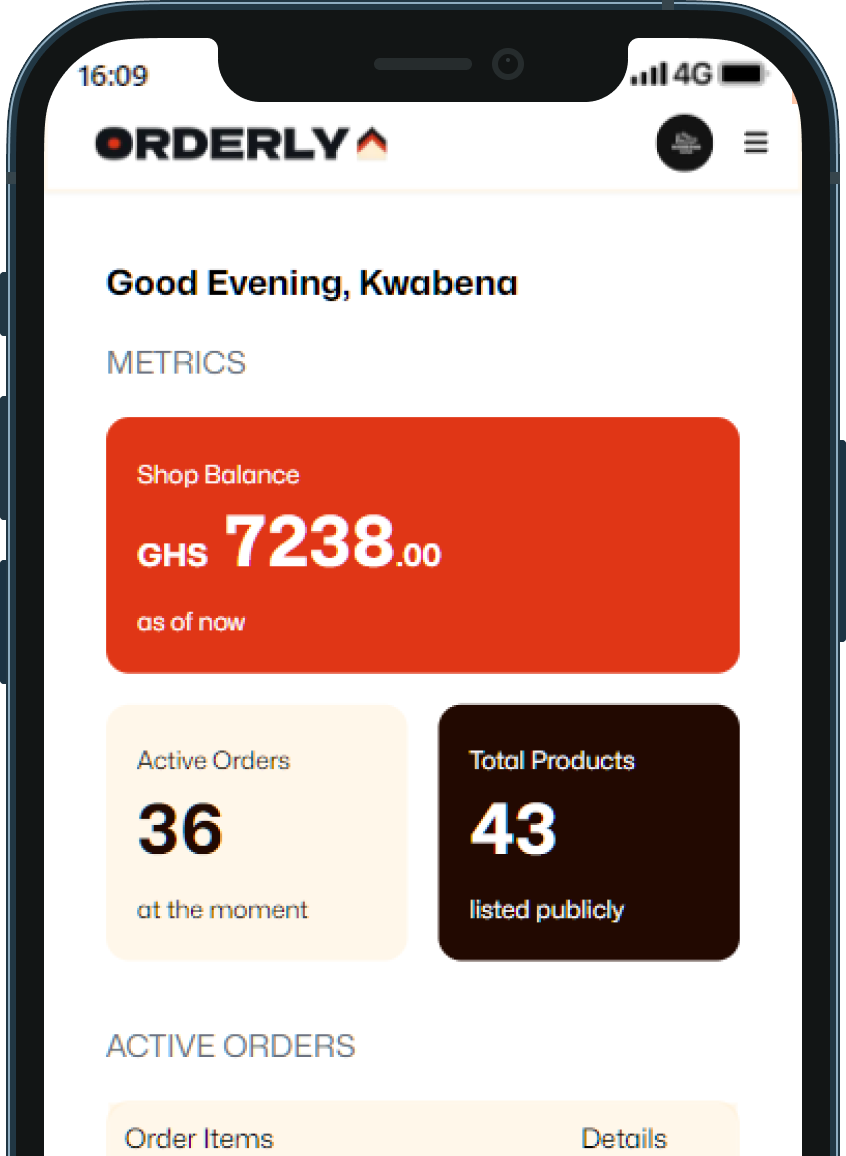 16:09 4G
ORDERLY
Good Evening, Kwabena
METRICS
Shop Balance
GHS 7238.00
as of now
Active Orders
36
at the moment
Total Products
43
listed publicly
ACTIVE ORDERS
Order Items Details